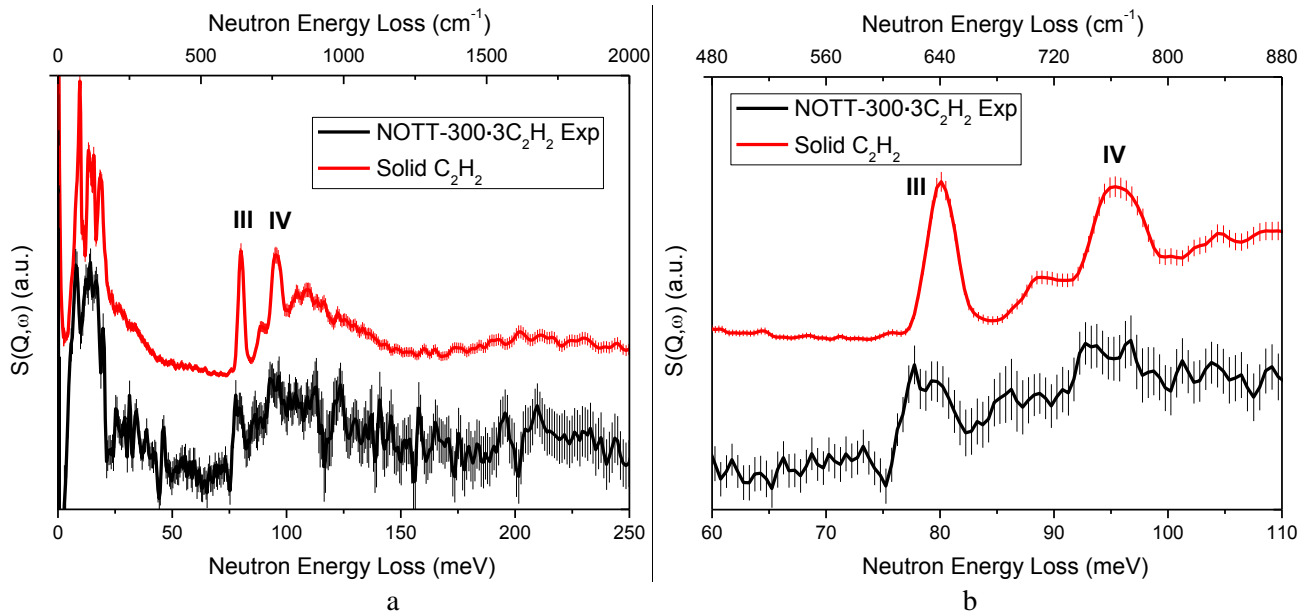 Neutron Energy Loss (cm⁻¹)
0 500 1000 1500 2000
NOTT-300·3C₂H₂ Exp
Solid C₂H₂
III IV
S(Q,ω) (a.u.)
0 50 100 150 200 250
Neutron Energy Loss (meV)
a
Neutron Energy Loss (cm⁻¹)
480 560 640 720 800 880
NOTT-300·3C₂H₂ Exp
Solid C₂H₂
III IV
S(Q,ω) (a.u.)
60 70 80 90 100 110
Neutron Energy Loss (meV)
b